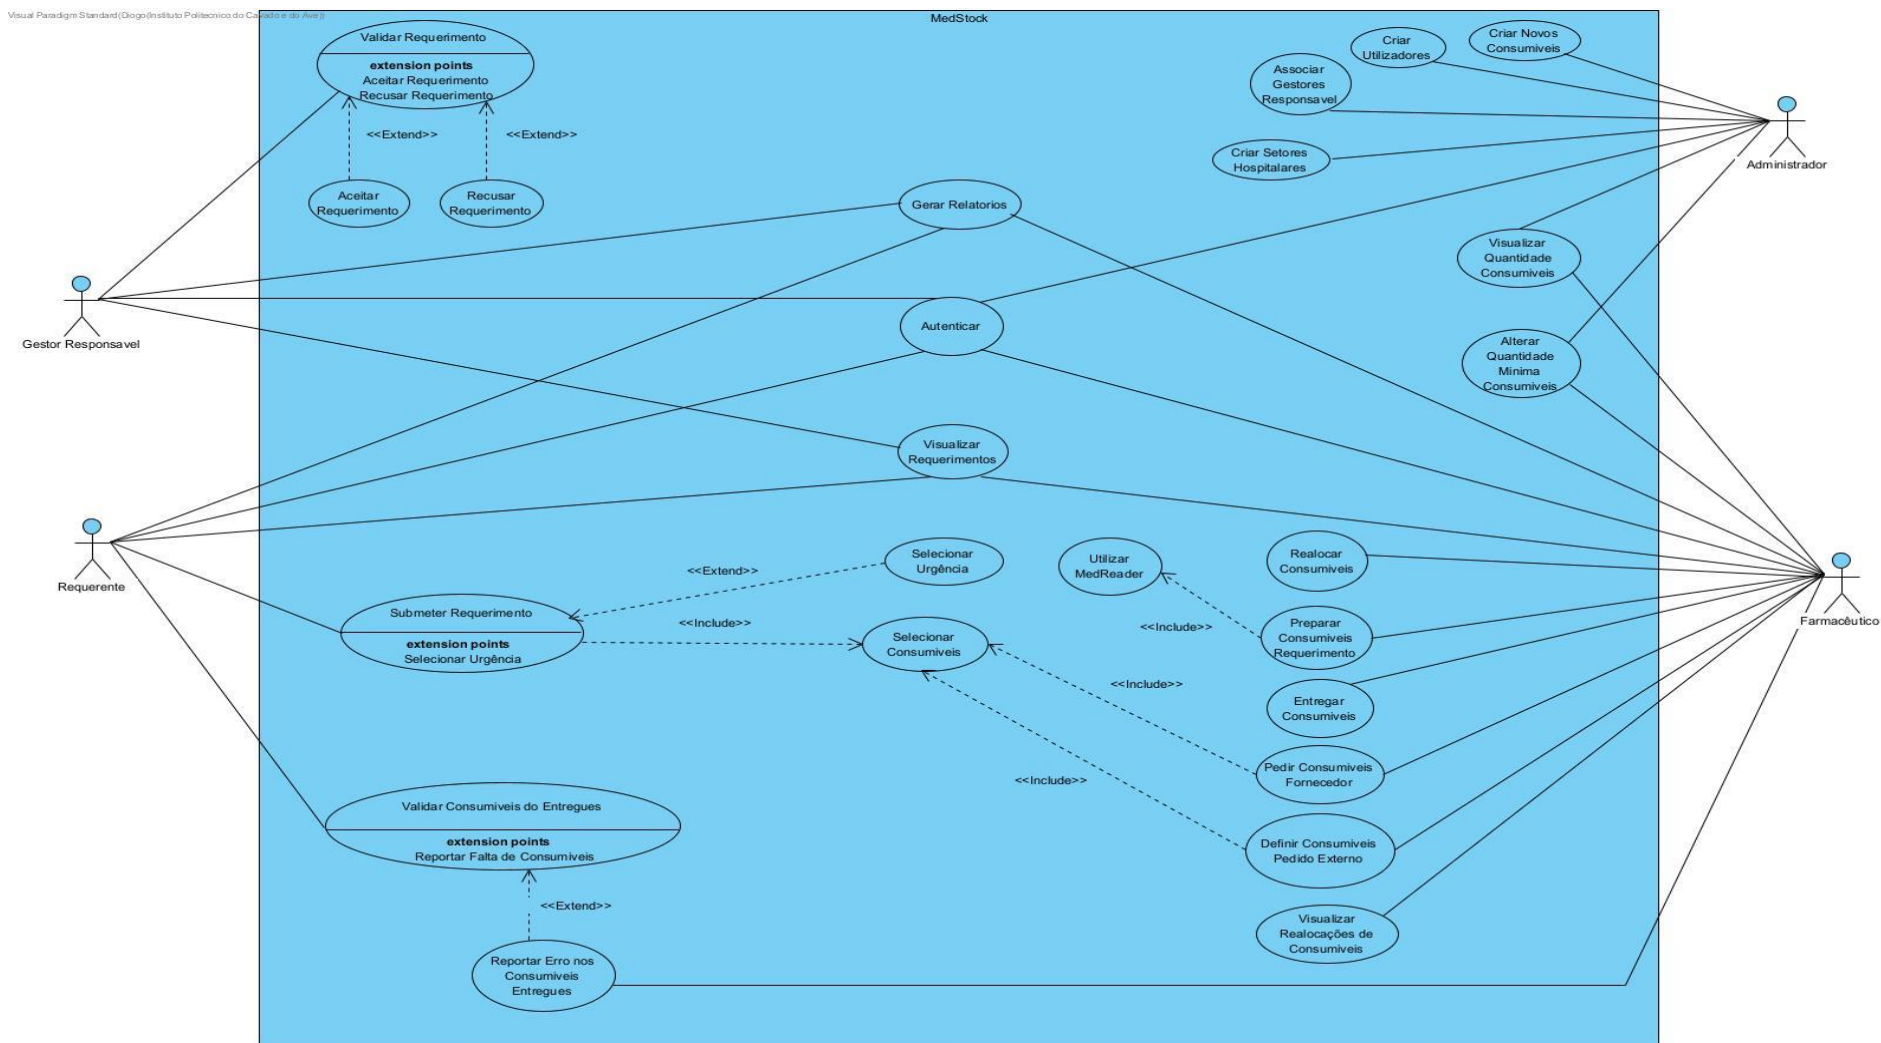 Visual Paradigm Standard(Diogo(Instituto Politecnico do Cavado e do Ave))
MedStock
Validar Requerimento
extension points
Aceitar Requerimento
Recusar Requerimento
<<Extend>>
<<Extend>>
Aceitar
Requerimento
Recusar
Requerimento
Criar Novos
Consumiveis
Criar
Utilizadores
Associar
Gestores
Responsavel
Criar Setores
Hospitalares
Administrador
Gerar Relatorios
Visualizar
Quantidade
Consumiveis
Gestor Responsavel
Autenticar
Alterar
Quantidade
Minima
Consumiveis
Visualizar
Requerimentos
Requerente
Selecionar
Urgência
<<Extend>>
Utilizar
MedReader
Realocar
Consumiveis
Farmacêutico
Submeter Requerimento
extension points
Selecionar Urgência
<<Include>>
Selecionar
Consumiveis
<<Include>>
Preparar
Consumiveis
Requerimento
<<Include>>
Entregar
Consumiveis
<<Include>>
Pedir Consumiveis
Fornecedor
Validar Consumiveis do Entregues
extension points
Reportar Falta de Consumiveis
Definir Consumiveis
Pedido Externo
<<Extend>>
Visualizar
Realocações de
Consumiveis
Reportar Erro nos
Consumiveis
Entregues